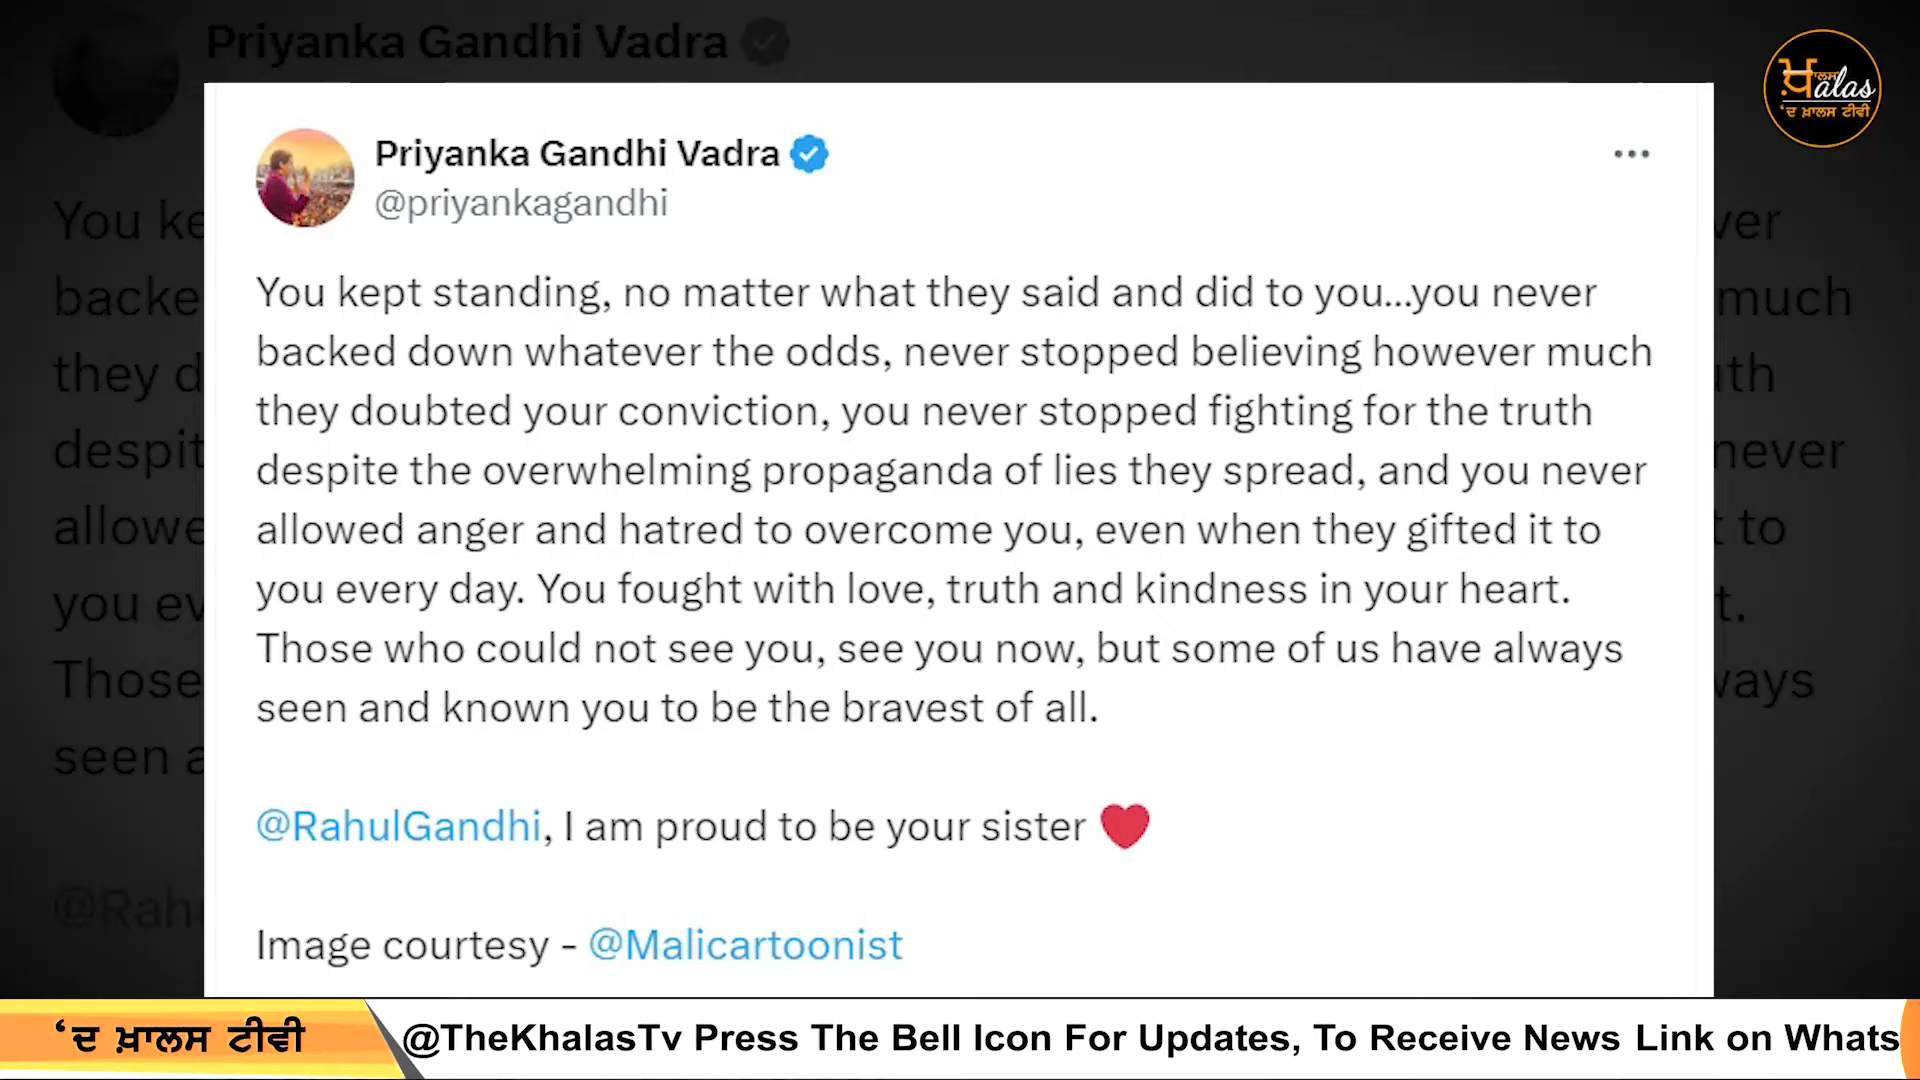 Priyanka Gandhi Vadra
ਖ਼ਾਲਸ
alas
'ਦ ਖ਼ਾਲਸ ਟੀਵੀ
Priyanka Gandhi Vadra
@priyankagandhi
You kept standing, no matter what they said and did to you...you never
backed down whatever the odds, never stopped believing however much
they doubted your conviction, you never stopped fighting for the truth
despite the overwhelming propaganda of lies they spread, and you never
allowed anger and hatred to overcome you, even when they gifted it to
you every day. You fought with love, truth and kindness in your heart.
Those who could not see you, see you now, but some of us have always
seen and known you to be the bravest of all.
@RahulGandhi, I am proud to be your sister ❤️
Image courtesy - @Malicartoonist
'ਦ ਖ਼ਾਲਸ ਟੀਵੀ
@TheKhalasTv Press The Bell Icon For Updates, To Receive News Link on Whats